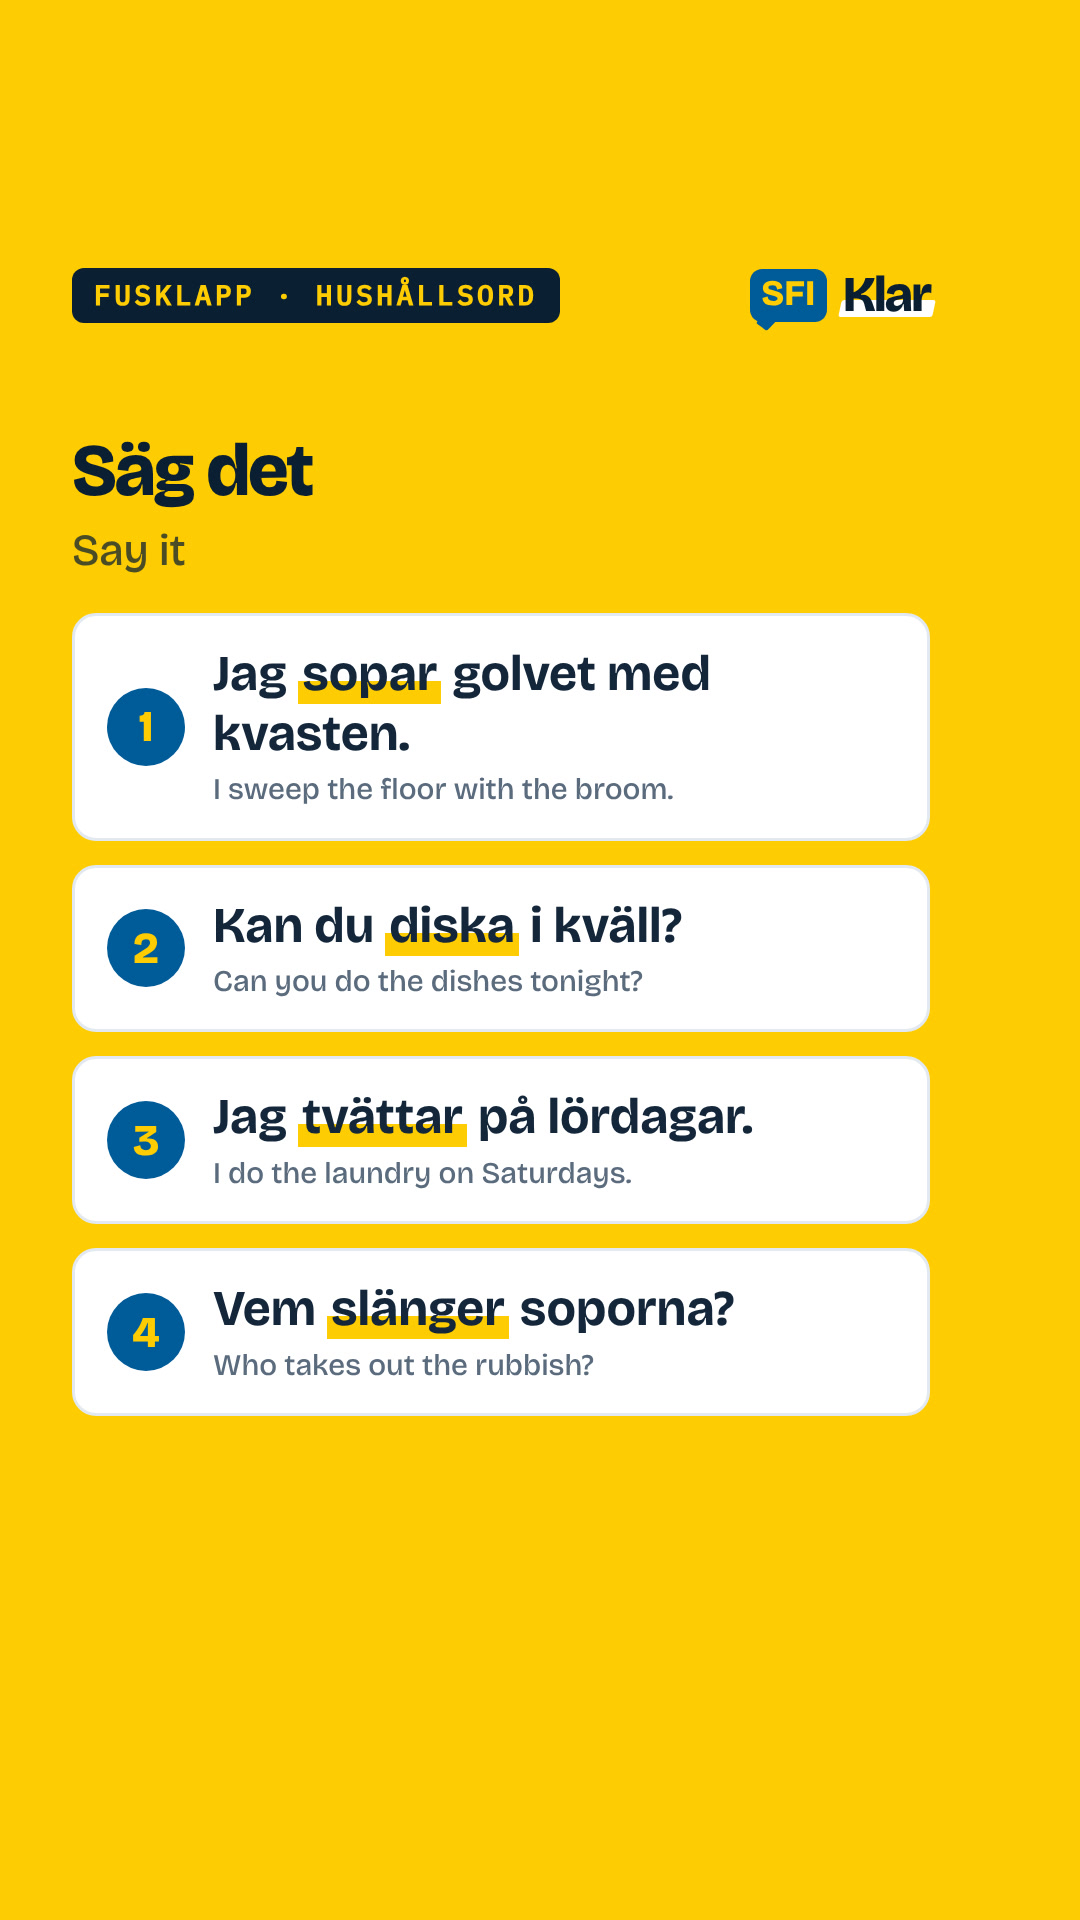 FUSKLAPP · HUSHÅLLSORD
SFI Klar
Säg det
Say it
1
Jag sopar golvet med
kvasten.
I sweep the floor with the broom.
2
Kan du diska i kväll?
Can you do the dishes tonight?
3
Jag tvättar på lördagar.
I do the laundry on Saturdays.
4
Vem slänger soporna?
Who takes out the rubbish?